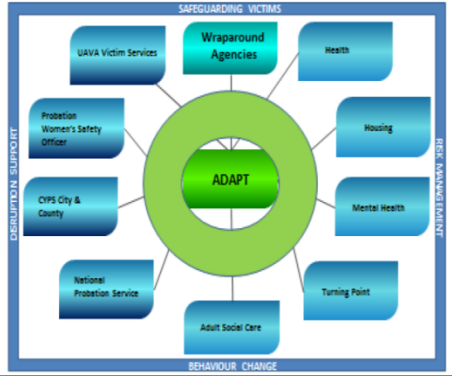 SAFEGUARDING VICTIMS
UAVA Victim Services
Wraparound
Agencies
Health
Probation
Women's Safety
Officer
Housing
DISRUPTION SUPPORT
ADAPT
RISK MANAGEMENT
CYPS City &
County
Mental Health
National
Probation Service
Turning Point
Adult Social Care
BEHAVIOUR CHANGE